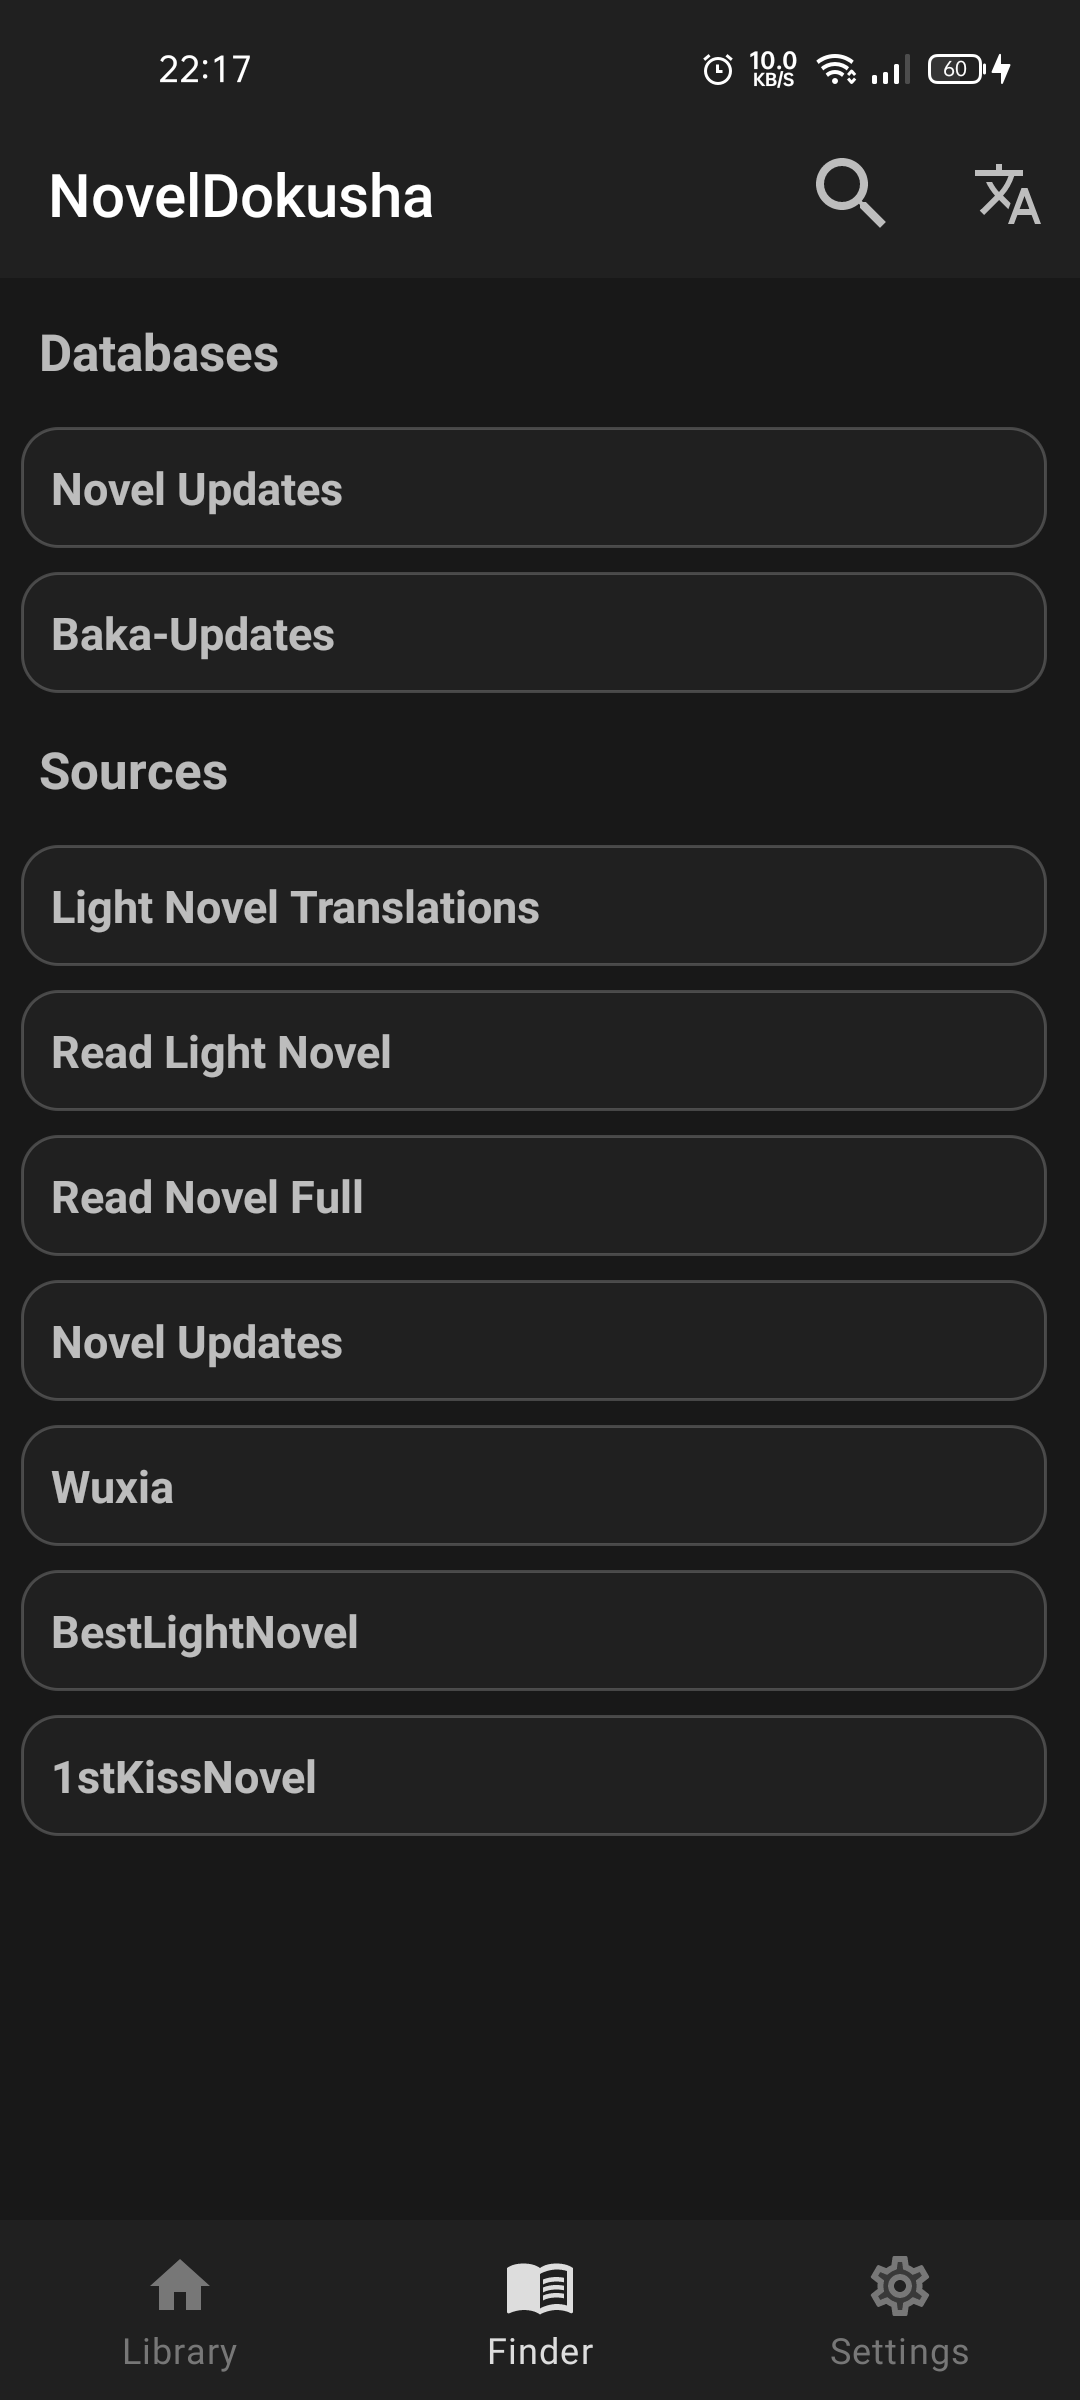 22:17
10.0
KB/S
60
NovelDokusha
Databases
Novel Updates
Baka-Updates
Sources
Light Novel Translations
Read Light Novel
Read Novel Full
Novel Updates
Wuxia
BestLightNovel
1stKissNovel
Library
Finder
Settings